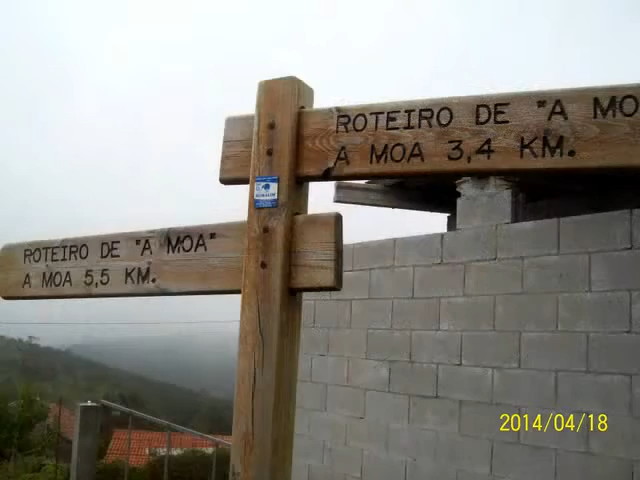 ROTEIRO DE "A MO
A MOA 3,4 KM.
ROTEIRO DE "A MOA"
A MOA 5,5 KM.
2014/04/18